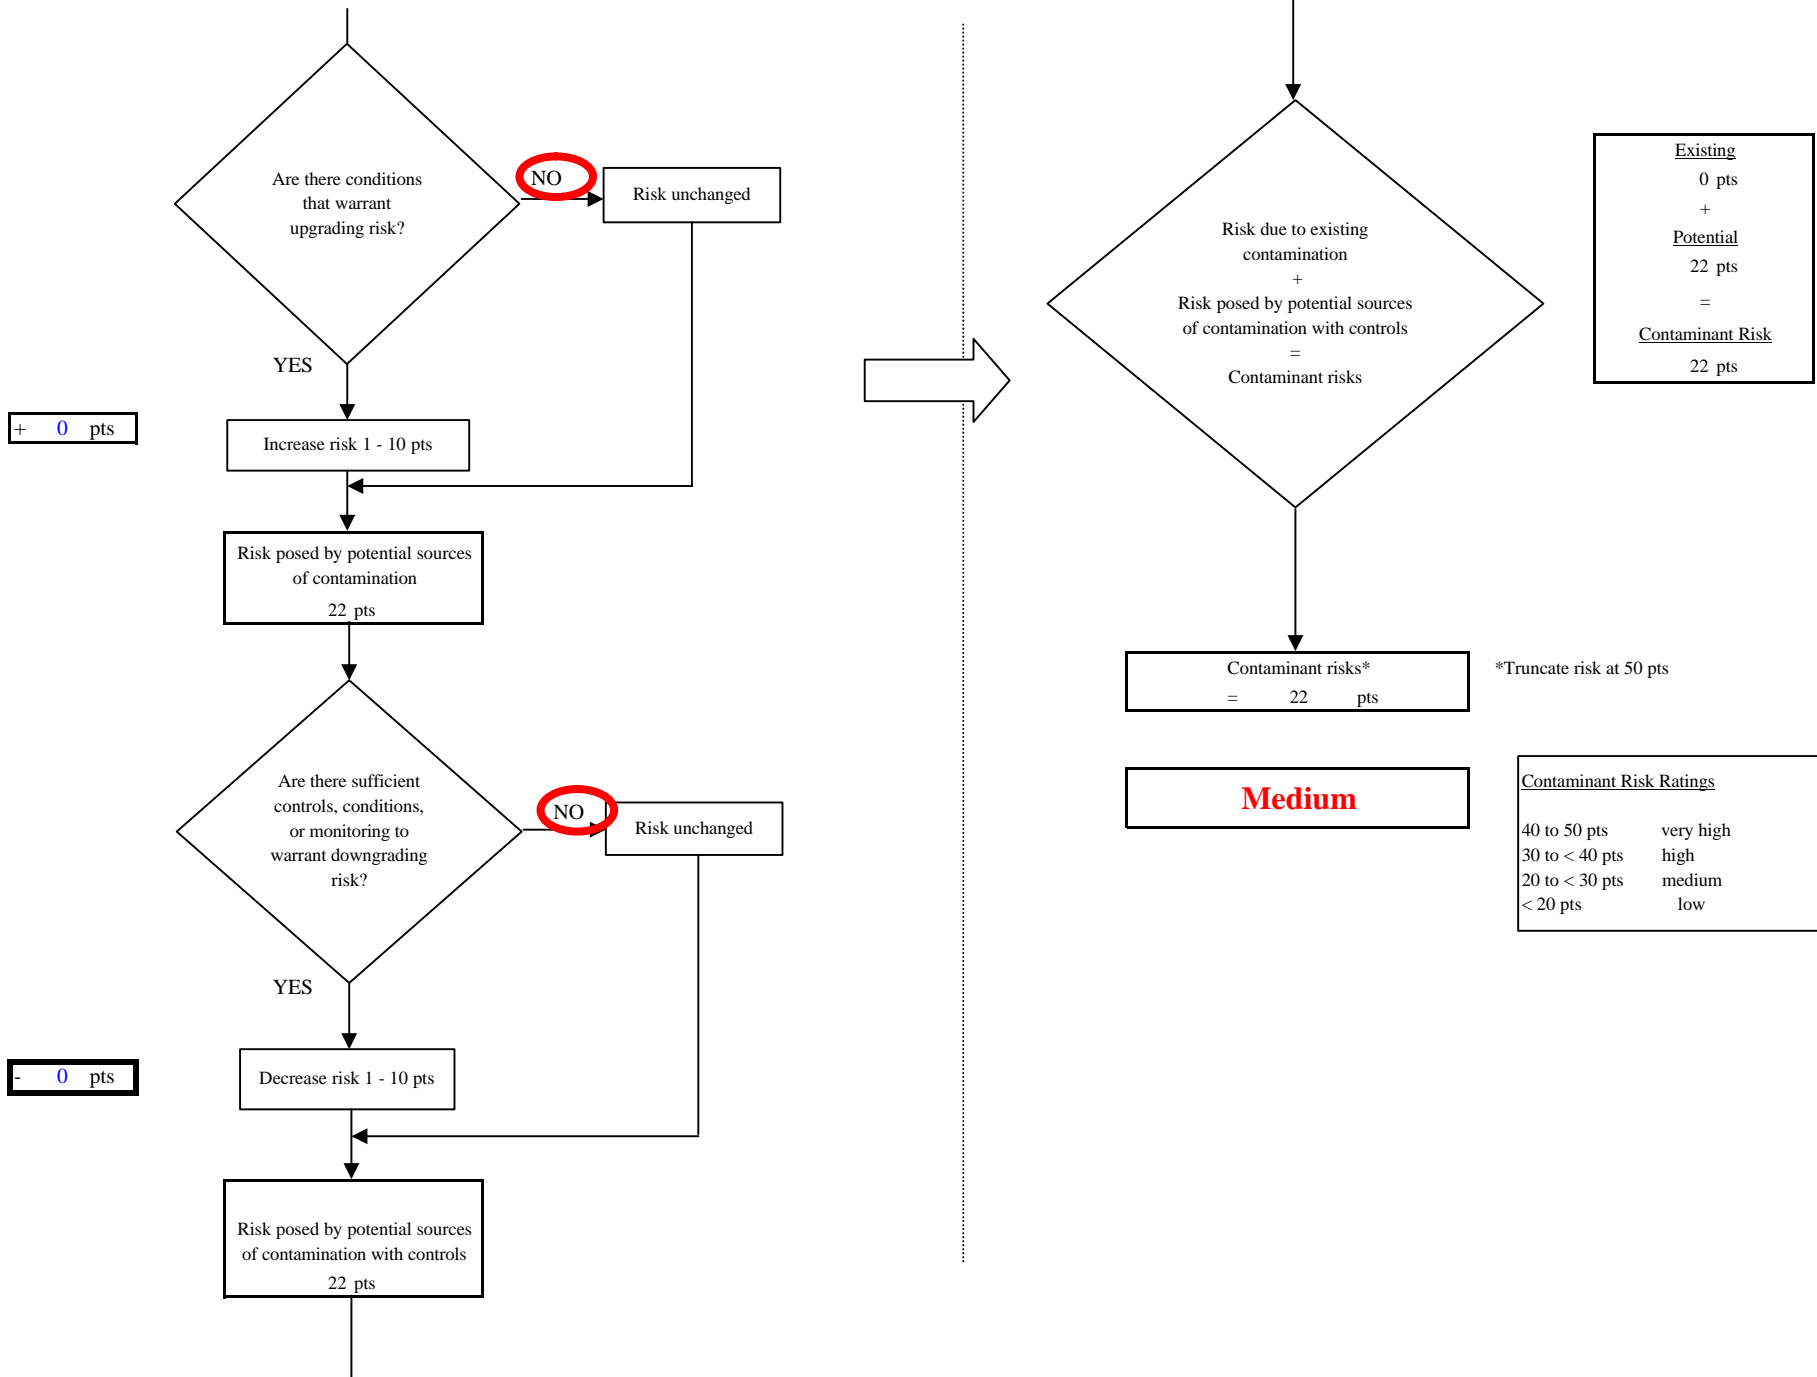 Are there conditions
that warrant
upgrading risk?
NO
Risk unchanged
YES
+ 0 pts
Increase risk 1 - 10 pts
Risk posed by potential sources
of contamination
22 pts
Are there sufficient
controls, conditions,
or monitoring to
warrant downgrading
risk?
NO
Risk unchanged
YES
- 0 pts
Decrease risk 1 - 10 pts
Risk posed by potential sources
of contamination with controls
22 pts
Risk due to existing
contamination
+
Risk posed by potential sources
of contamination with controls
=
Contaminant risks
Existing
0 pts
+
Potential
22 pts
=
Contaminant Risk
22 pts
Contaminant risks*
= 22 pts
*Truncate risk at 50 pts
Medium
Contaminant Risk Ratings
40 to 50 pts very high
30 to < 40 pts high
20 to < 30 pts medium
< 20 pts low